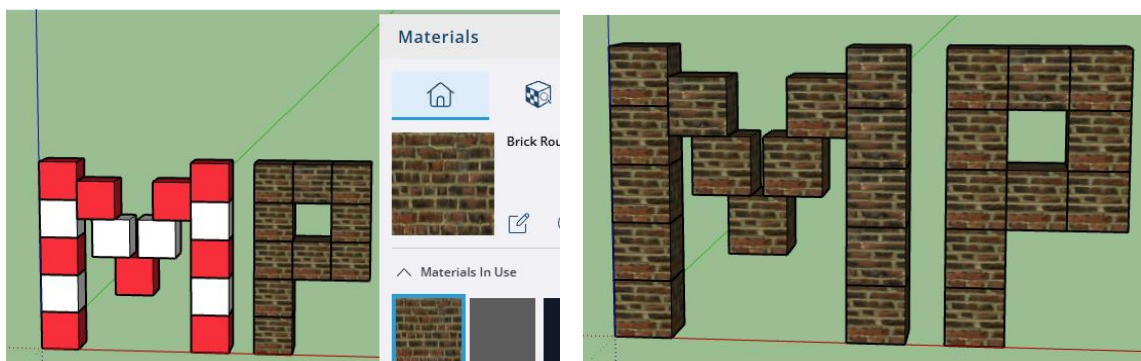 Materials
Brick Rou
Materials In Use
MP
MP